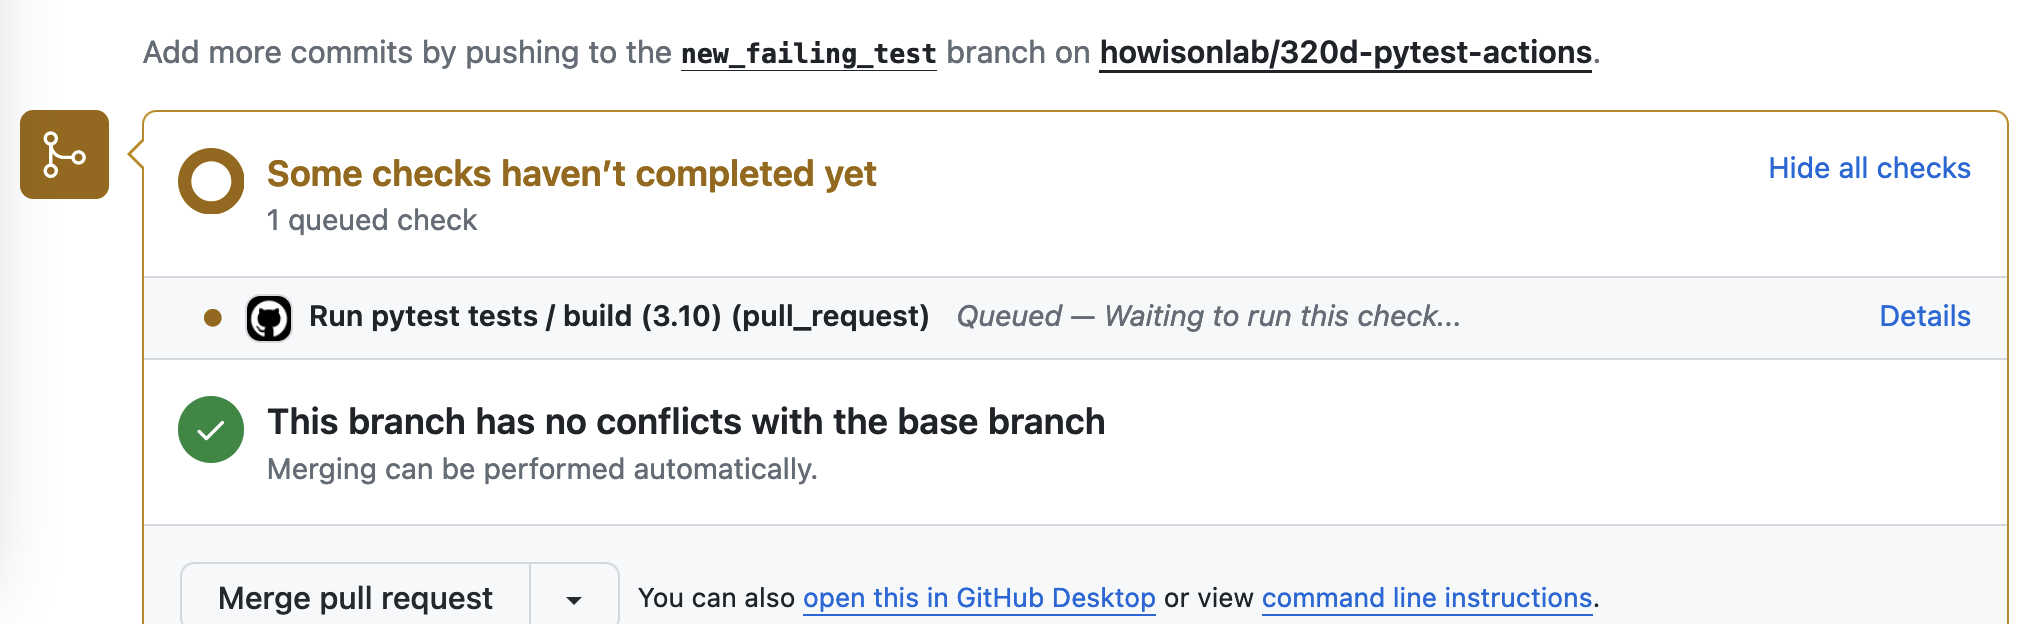 Add more commits by pushing to the new_failing_test branch on howisonlab/320d-pytest-actions.
Some checks haven’t completed yet
Hide all checks
1 queued check
Run pytest tests / build (3.10) (pull_request) Queued — Waiting to run this check...
Details
This branch has no conflicts with the base branch
Merging can be performed automatically.
Merge pull request
You can also open this in GitHub Desktop or view command line instructions.